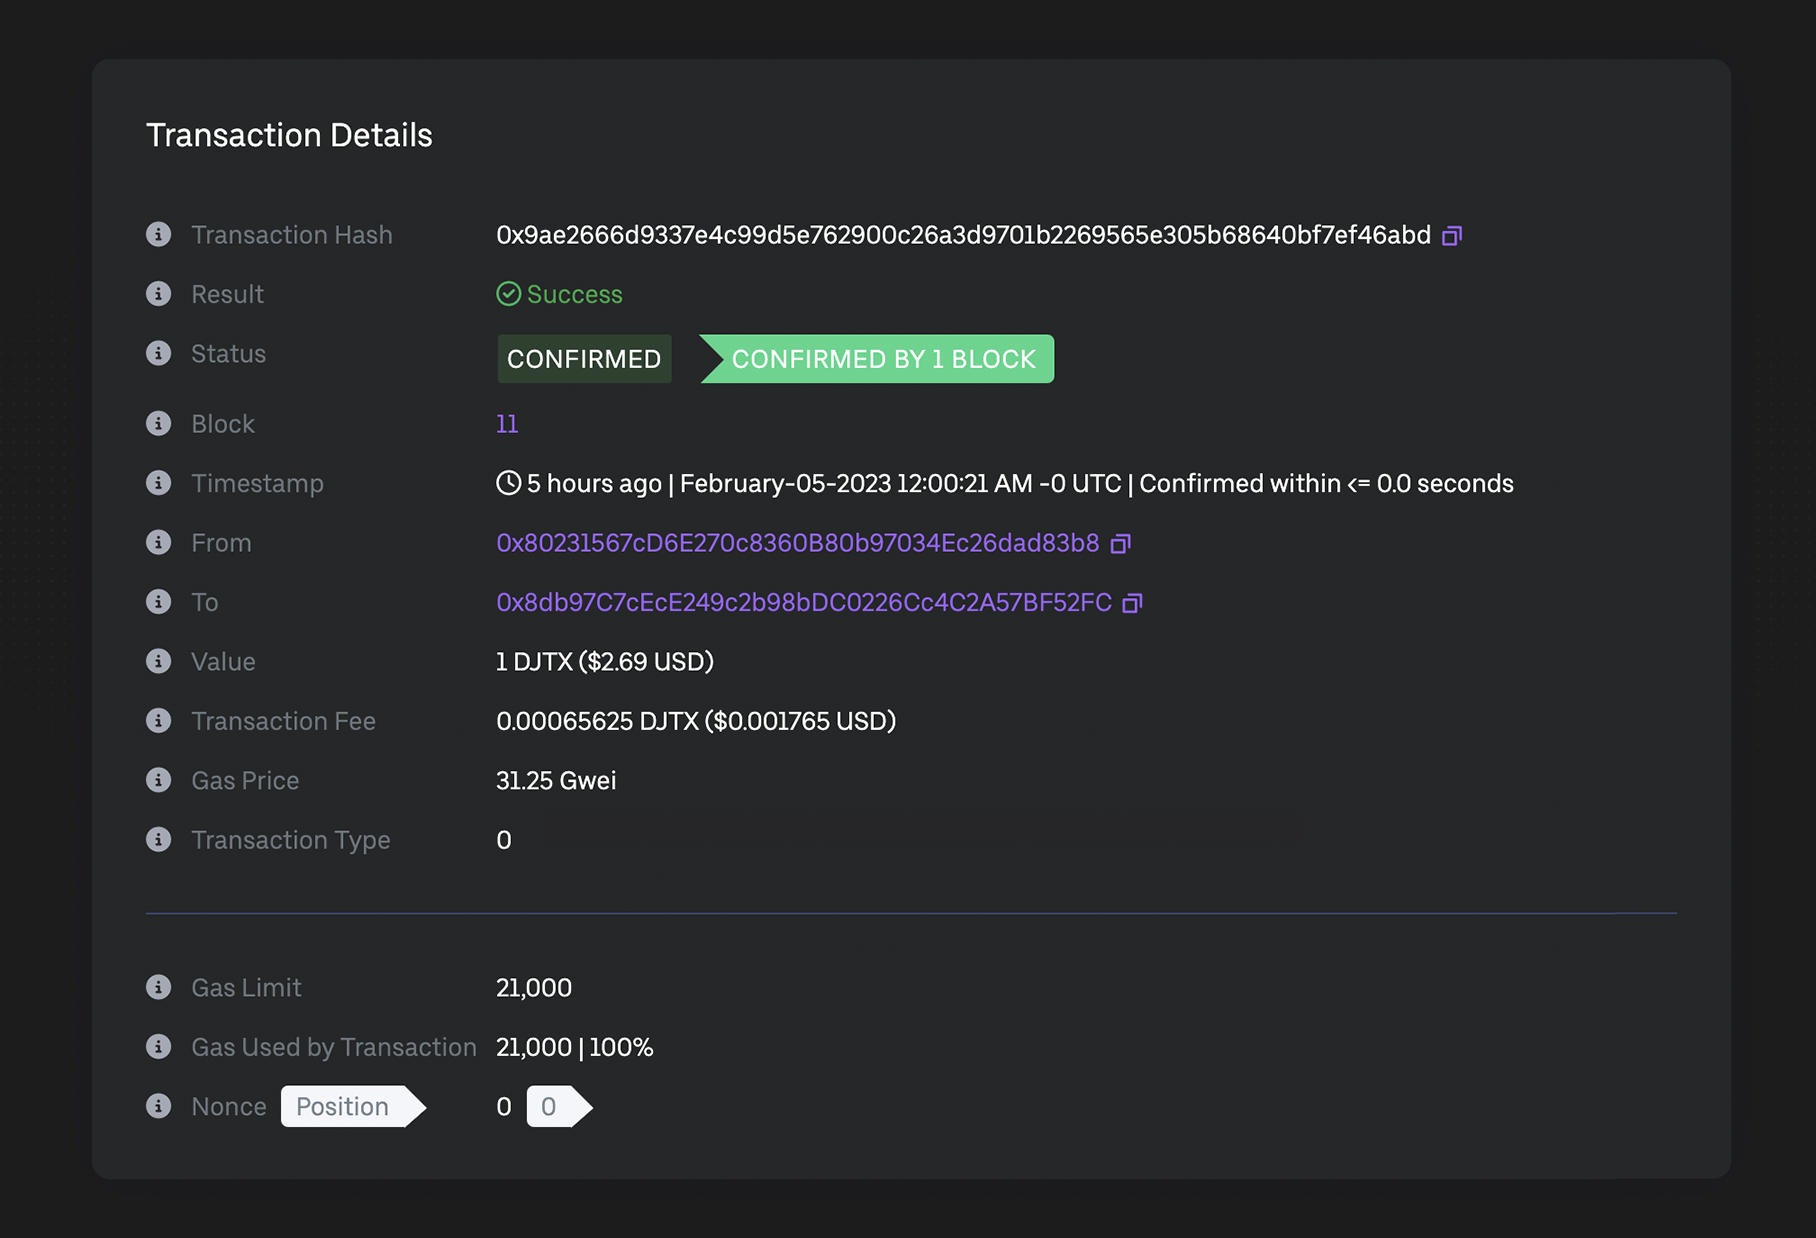 Transaction Details
Transaction Hash 0x9ae2666d9337e4c99d5e762900c26a3d9701b2269565e305b68640bf7ef46abd
Result Success
Status CONFIRMED CONFIRMED BY 1 BLOCK
Block 11
Timestamp 5 hours ago | February-05-2023 12:00:21 AM -0 UTC | Confirmed within <= 0.0 seconds
From 0x80231567cD6E270c8360B80b97034Ec26dad83b8
To 0x8db97C7cEcE249c2b98bDC0226Cc4C2A57BF52FC
Value 1 DJTX ($2.69 USD)
Transaction Fee 0.00065625 DJTX ($0.001765 USD)
Gas Price 31.25 Gwei
Transaction Type 0
Gas Limit 21,000
Gas Used by Transaction 21,000 | 100%
Nonce Position 0 0